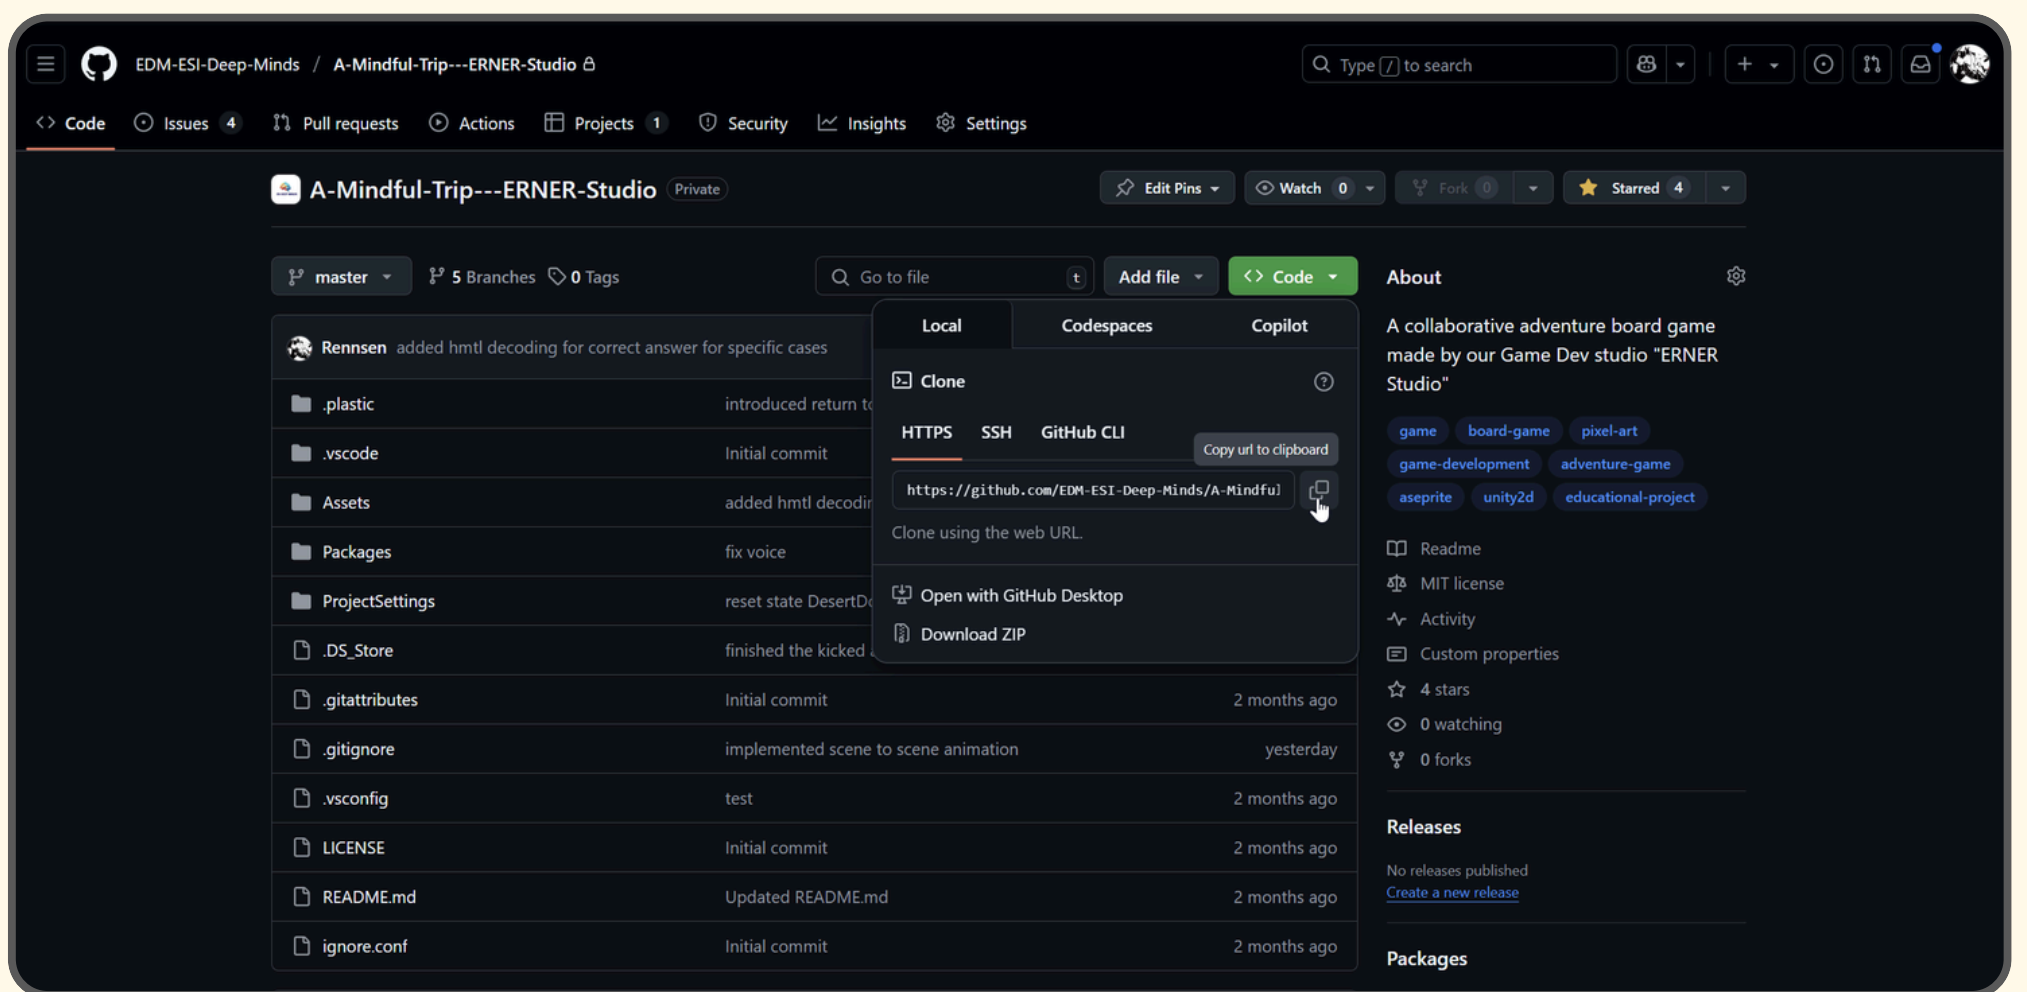 EDM-ESI-Deep-Minds / A-Mindful-Trip---ERNER-Studio
Type / to search
Code Issues 4 Pull requests Actions Projects 1 Security Insights Settings
A-Mindful-Trip---ERNER-Studio Private
Edit Pins Watch 0 Fork 0 Starred 4
master 5 Branches 0 Tags Go to file t Add file Code
Local Codespaces Copilot
Clone
HTTPS SSH GitHub CLI
Copy url to clipboard
https://github.com/EDM-ESI-Deep-Minds/A-Mindful
Clone using the web URL.
Open with GitHub Desktop
Download ZIP
Rennsen added hmtl decoding for correct answer for specific cases
.plastic introduced return to
.vscode Initial commit
Assets added hmtl decodin
Packages fix voice
ProjectSettings reset state DesertDo
.DS_Store finished the kicked
.gitattributes Initial commit 2 months ago
.gitignore implemented scene to scene animation yesterday
.vsconfig test 2 months ago
LICENSE Initial commit 2 months ago
README.md Updated README.md 2 months ago
ignore.conf Initial commit 2 months ago
About
A collaborative adventure board game
made by our Game Dev studio "ERNER
Studio"
game board-game pixel-art
game-development adventure-game
aseprite unity2d educational-project
Readme
MIT license
Activity
Custom properties
4 stars
0 watching
0 forks
Releases
No releases published
Create a new release
Packages